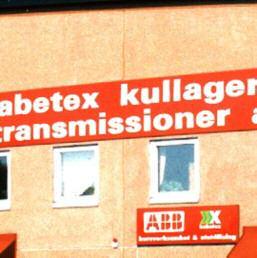 abetex kullager
transmissioner a
ABB